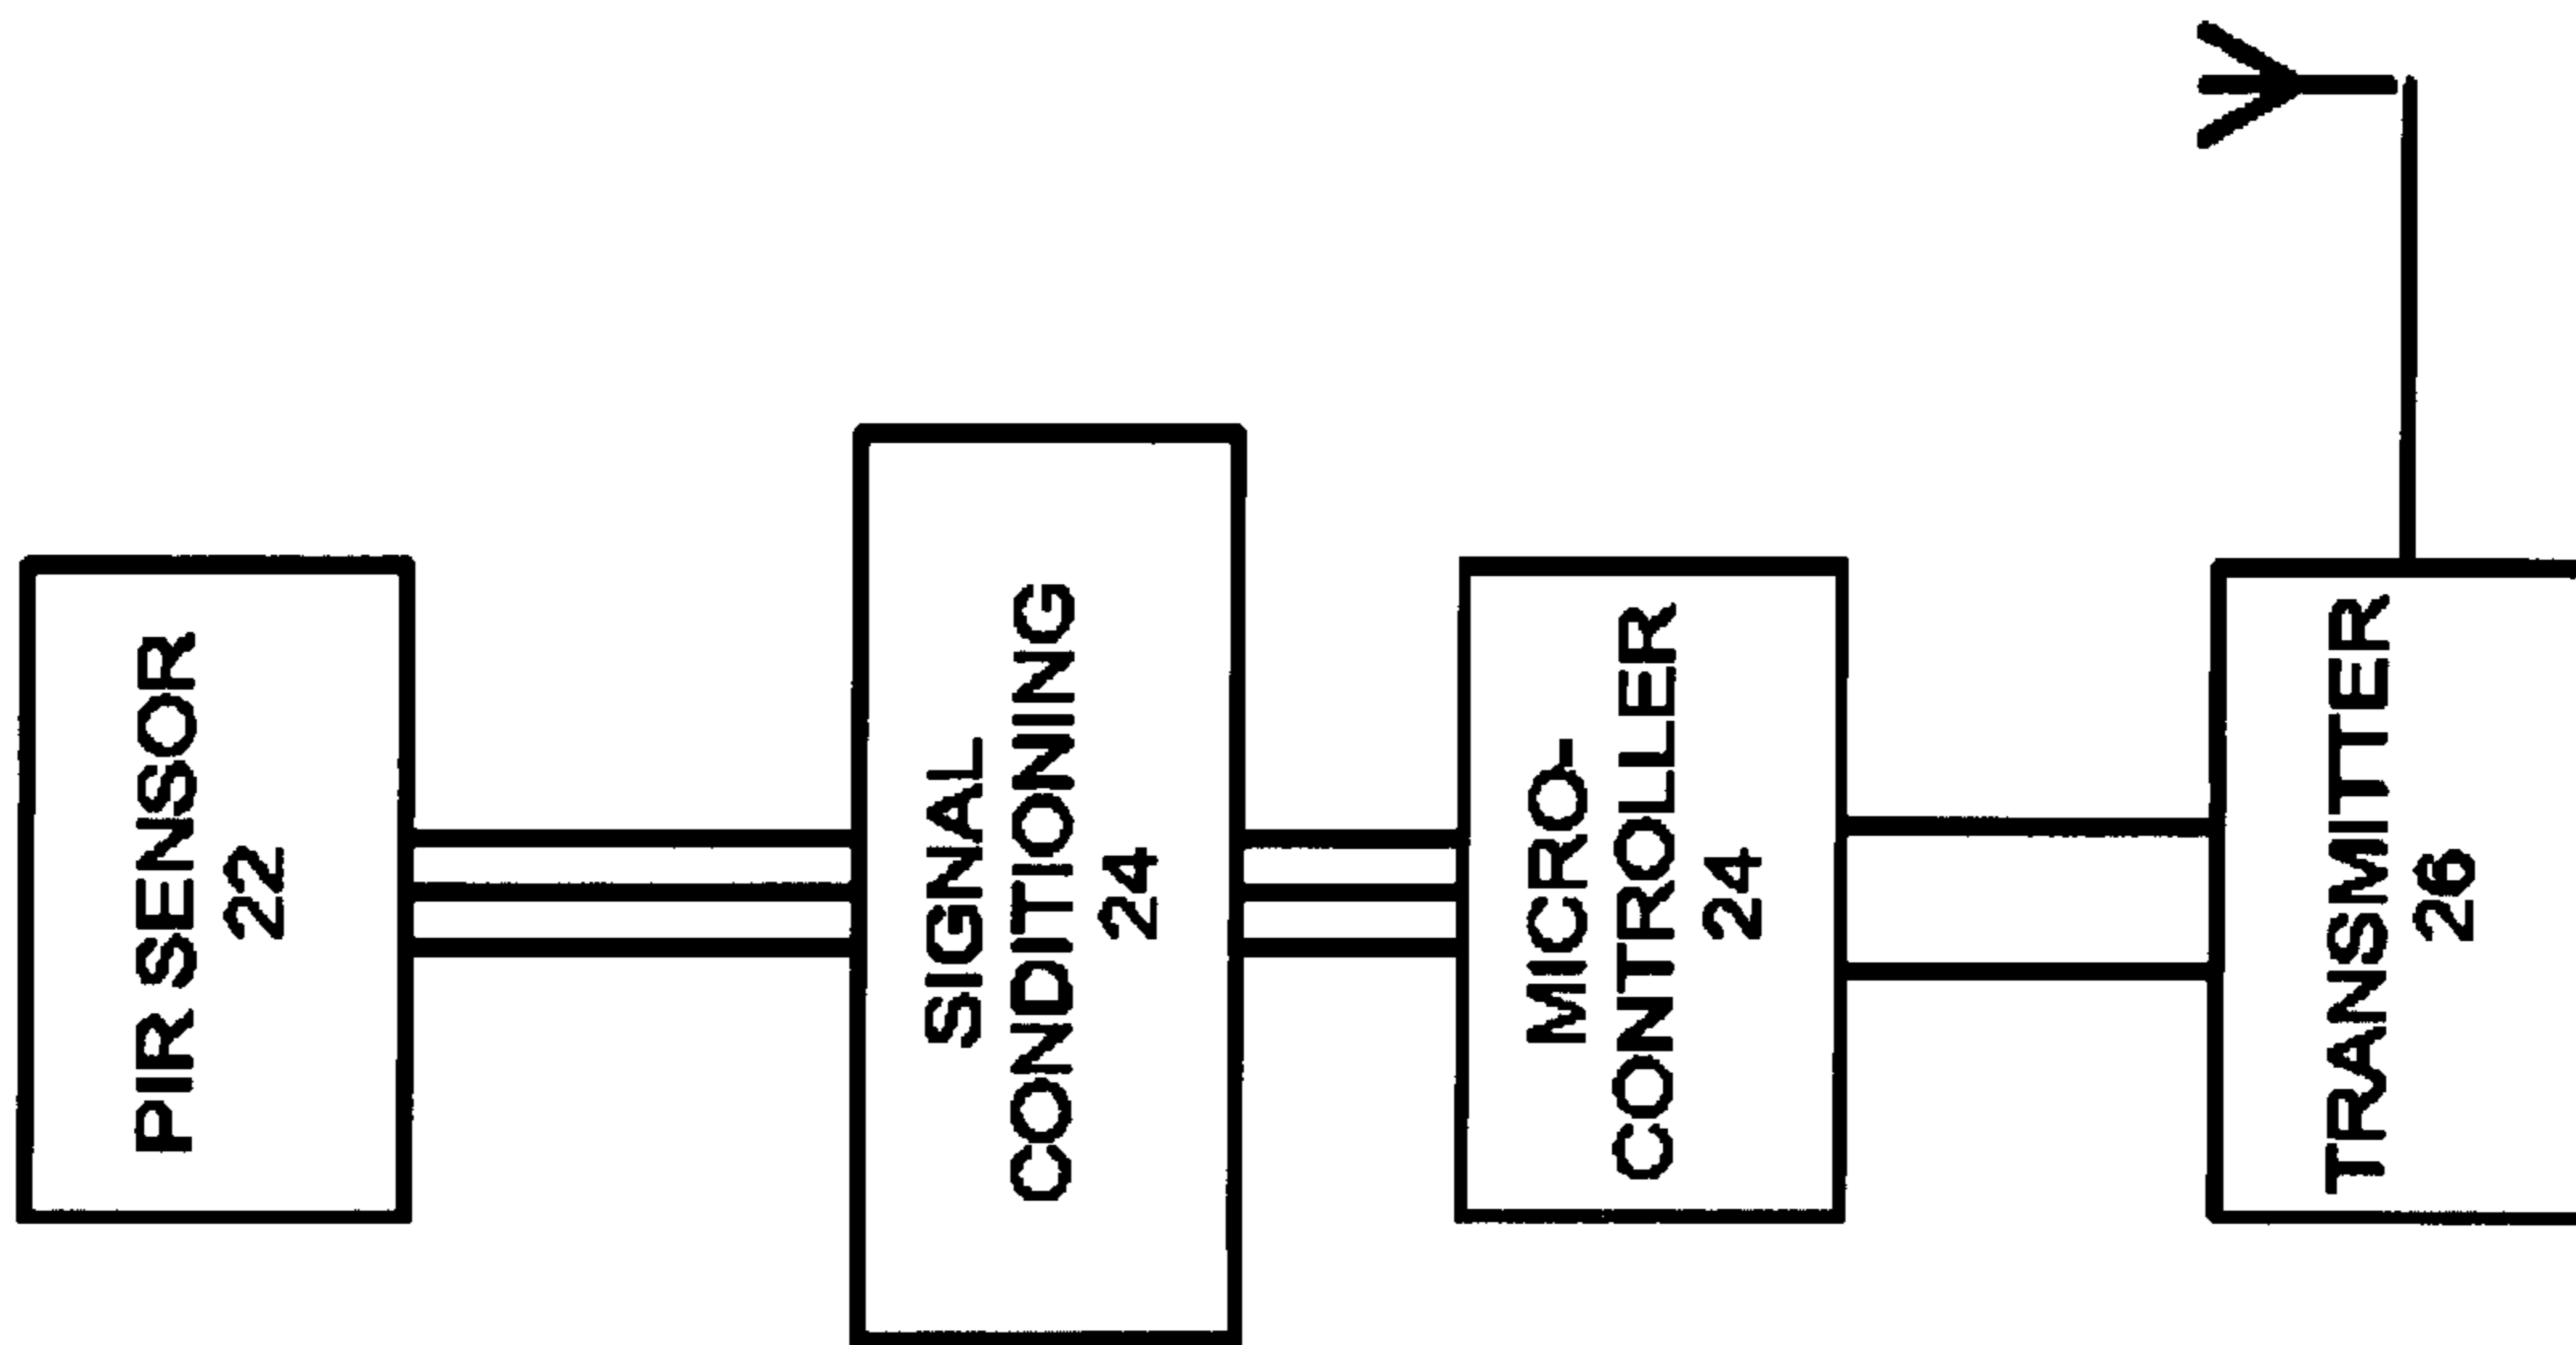 PIR SENSOR
22
SIGNAL
CONDITIONING
24
MICRO-
CONTROLLER
24
TRANSMITTER
26